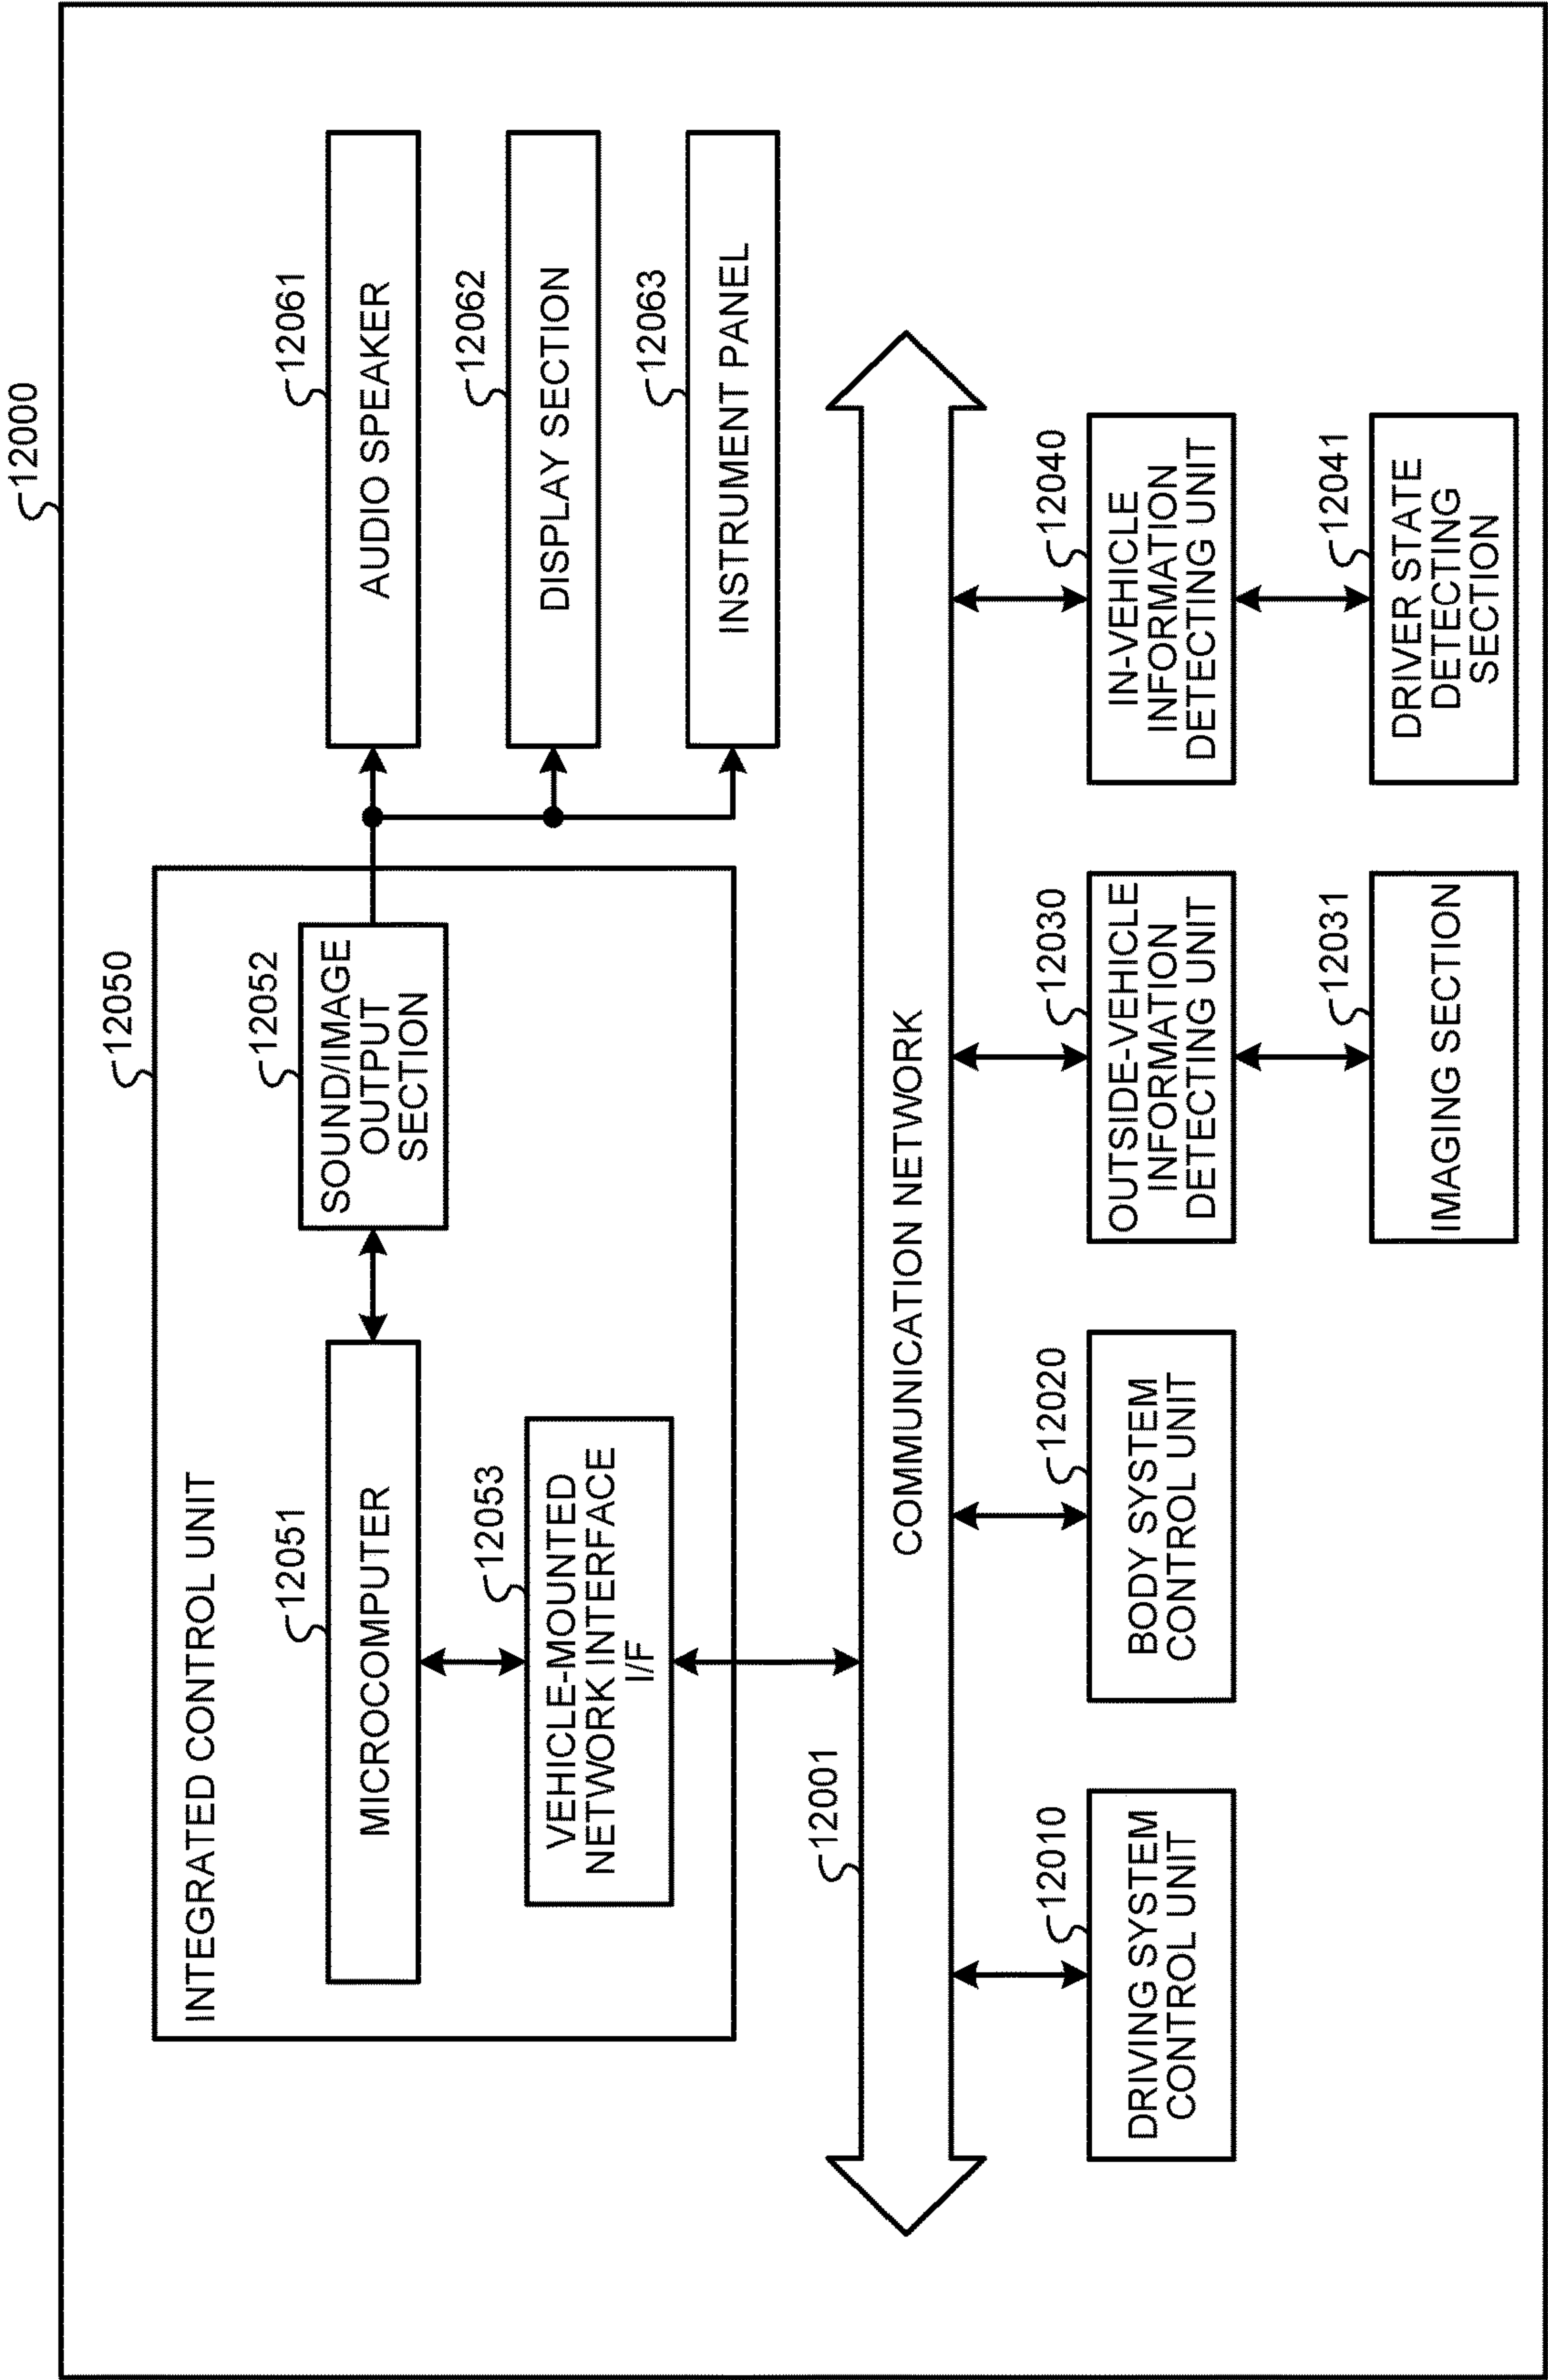 12000
12050
INTEGRATED CONTROL UNIT
12051
MICROCOMPUTER
12052
SOUND/IMAGE
OUTPUT
SECTION
12061
AUDIO SPEAKER
12062
DISPLAY SECTION
12063
INSTRUMENT PANEL
12053
VEHICLE-MOUNTED
NETWORK INTERFACE
I/F
12001
COMMUNICATION NETWORK
12010
DRIVING SYSTEM
CONTROL UNIT
12020
BODY SYSTEM
CONTROL UNIT
12030
OUTSIDE-VEHICLE
INFORMATION
DETECTING UNIT
12040
IN-VEHICLE
INFORMATION
DETECTING UNIT
12031
IMAGING SECTION
12041
DRIVER STATE
DETECTING
SECTION